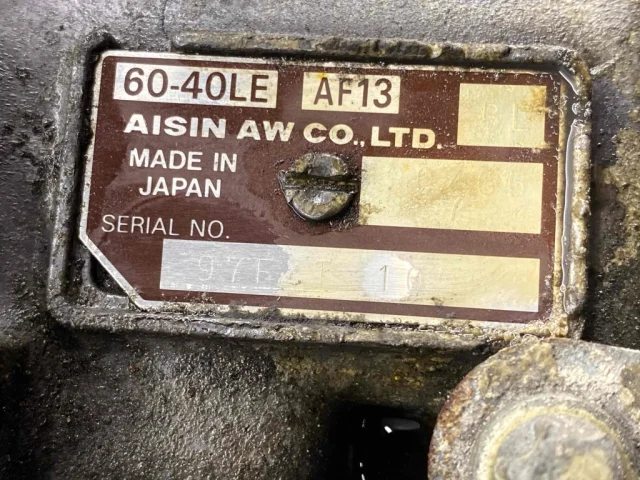 60-40LE AF13
AISIN AW CO., LTD.
MADE IN
JAPAN
SERIAL NO.